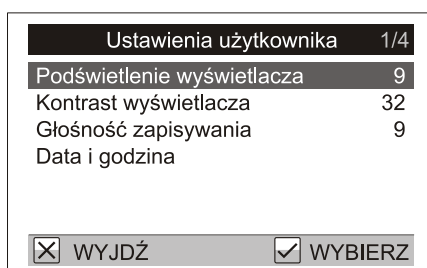 Ustawienia użytkownika 1/4
Podświetlenie wyświetlacza 9
Kontrast wyświetlacza 32
Głośność zapisywania 9
Data i godzina
WYJDŹ WYBIERZ